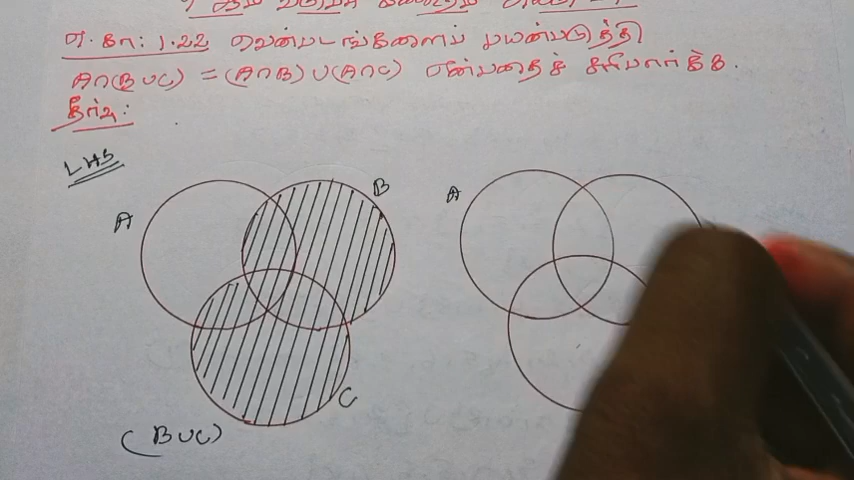 எ.கா: 1.22 வென்படங்களைப் பயன்படுத்தி
A∩(B∪C) = (A∩B)∪(A∩C) என்பதைச் சரிபார்க்க.
தீர்வு:
LHS
A
B
C
(B∪C)
A